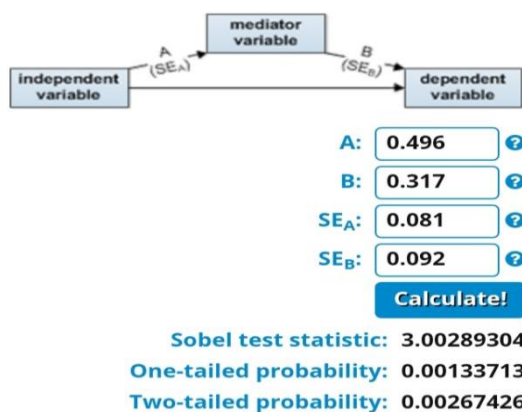 mediator
variable
A
(SEA)
B
(SEB)
independent
variable
dependent
variable
A: 0.496 ?
B: 0.317 ?
SEA: 0.081 ?
SEB: 0.092 ?
Calculate!
Sobel test statistic: 3.00289304
One-tailed probability: 0.00133713
Two-tailed probability: 0.00267426